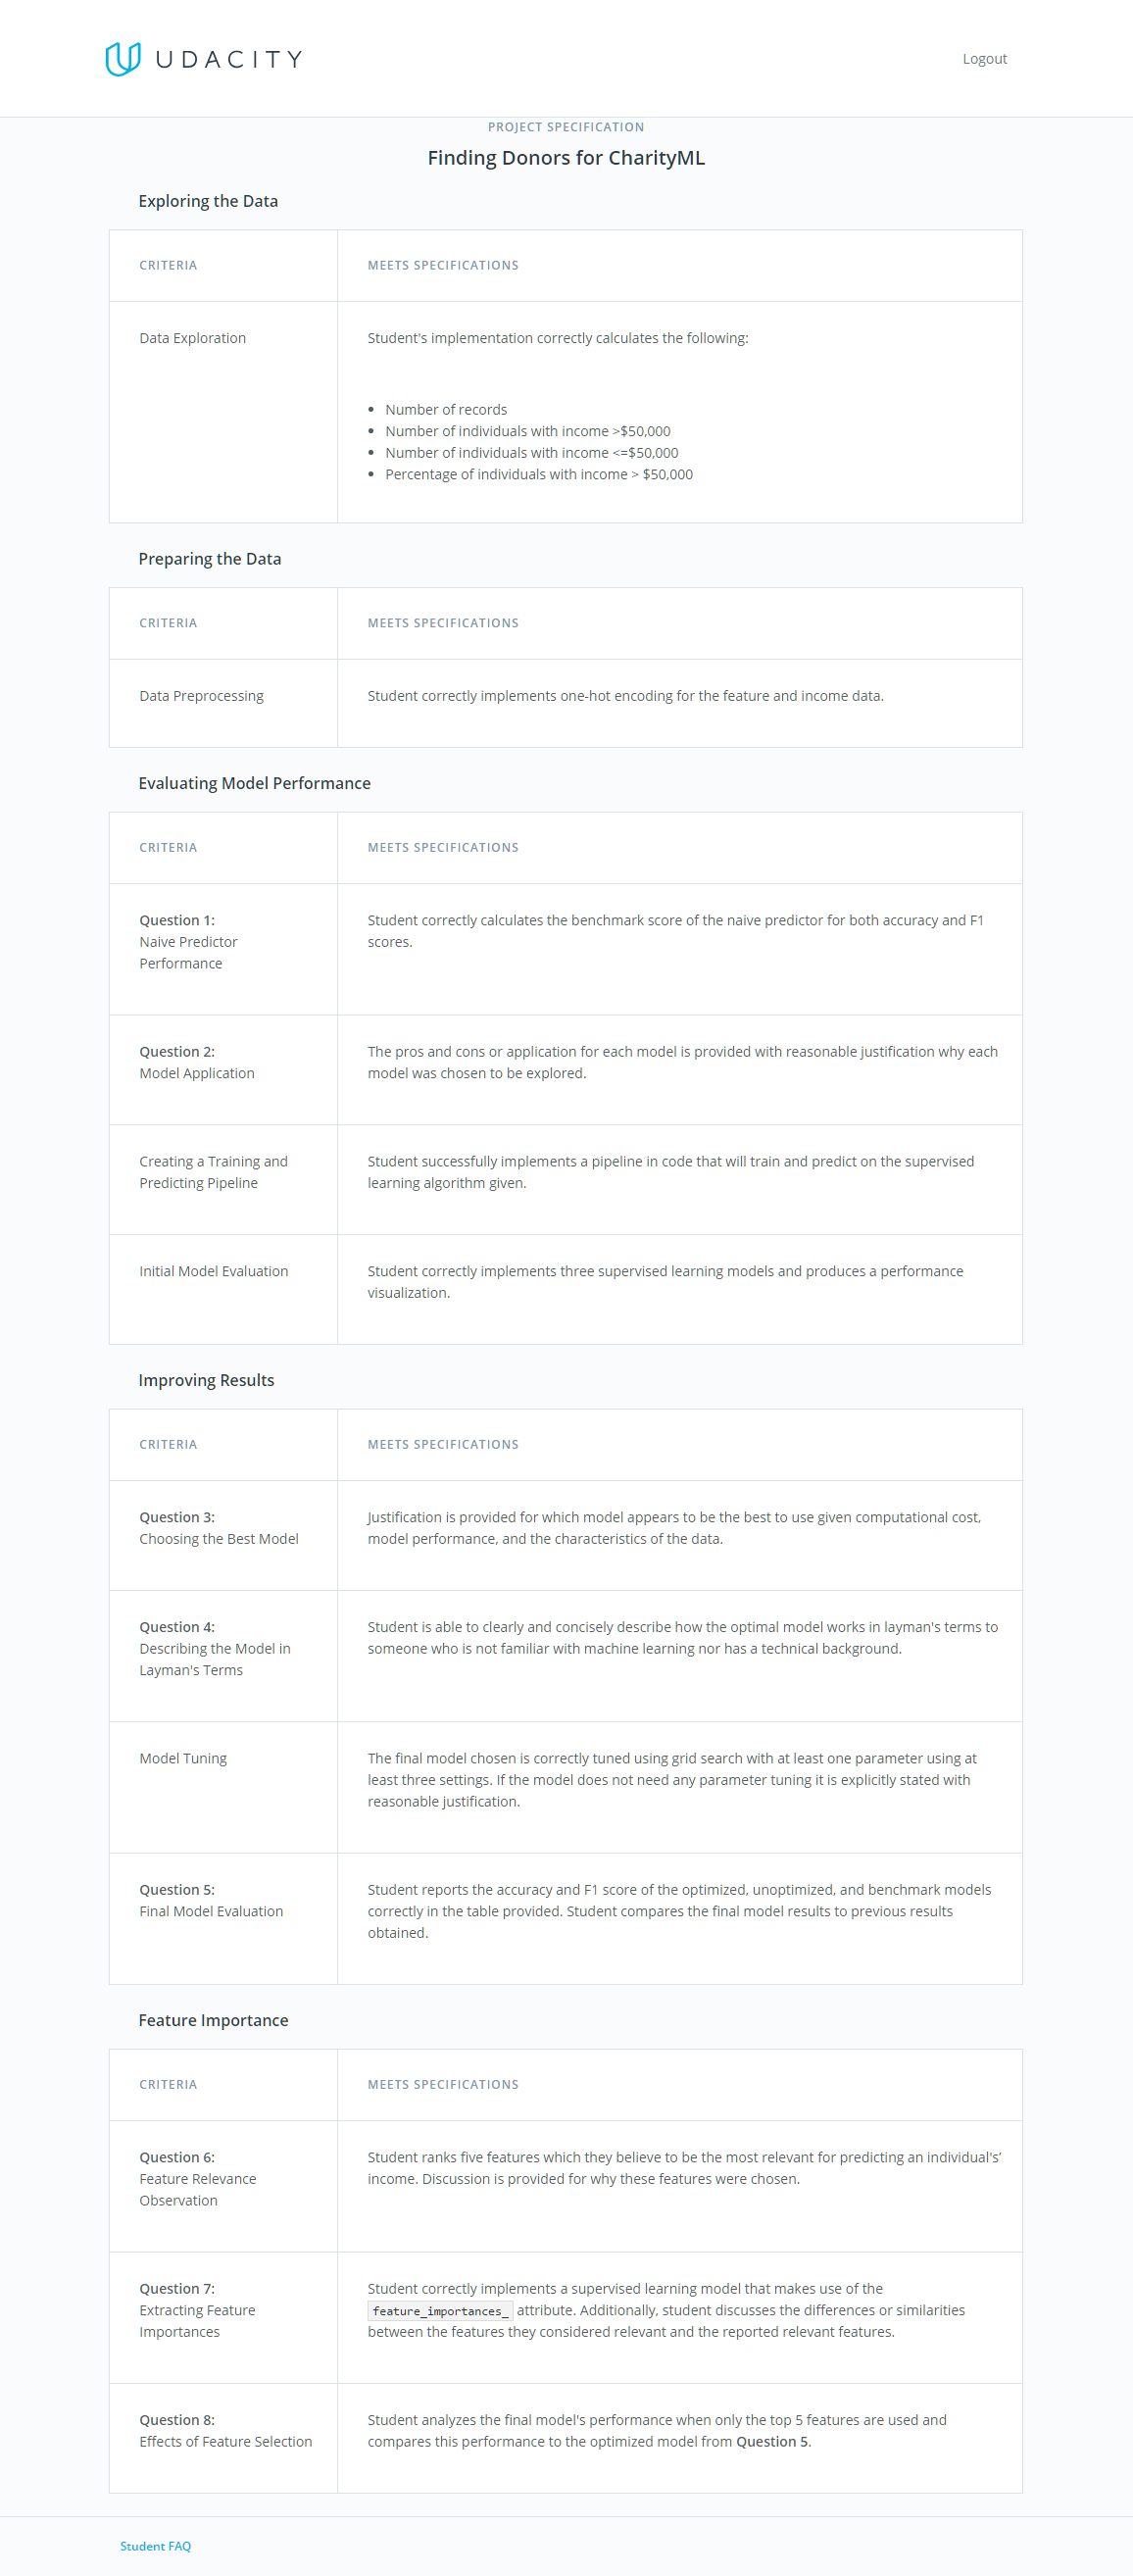 UDACITY
Logout
PROJECT SPECIFICATION
Finding Donors for CharityML
Exploring the Data
CRITERIA
MEETS SPECIFICATIONS
Data Exploration
Student's implementation correctly calculates the following:
• Number of records
• Number of individuals with income >$50,000
• Number of individuals with income <=$50,000
• Percentage of individuals with income > $50,000
Preparing the Data
CRITERIA
MEETS SPECIFICATIONS
Data Preprocessing
Student correctly implements one-hot encoding for the feature and income data.
Evaluating Model Performance
CRITERIA
MEETS SPECIFICATIONS
Question 1:
Naive Predictor
Performance
Student correctly calculates the benchmark score of the naive predictor for both accuracy and F1
scores.
Question 2:
Model Application
The pros and cons or application for each model is provided with reasonable justification why each
model was chosen to be explored.
Creating a Training and
Predicting Pipeline
Student successfully implements a pipeline in code that will train and predict on the supervised
learning algorithm given.
Initial Model Evaluation
Student correctly implements three supervised learning models and produces a performance
visualization.
Improving Results
CRITERIA
MEETS SPECIFICATIONS
Question 3:
Choosing the Best Model
Justification is provided for which model appears to be the best to use given computational cost,
model performance, and the characteristics of the data.
Question 4:
Describing the Model in
Layman's Terms
Student is able to clearly and concisely describe how the optimal model works in layman's terms to
someone who is not familiar with machine learning nor has a technical background.
Model Tuning
The final model chosen is correctly tuned using grid search with at least one parameter using at
least three settings. If the model does not need any parameter tuning it is explicitly stated with
reasonable justification.
Question 5:
Final Model Evaluation
Student reports the accuracy and F1 score of the optimized, unoptimized, and benchmark models
correctly in the table provided. Student compares the final model results to previous results
obtained.
Feature Importance
CRITERIA
MEETS SPECIFICATIONS
Question 6:
Feature Relevance
Observation
Student ranks five features which they believe to be the most relevant for predicting an individual's’
income. Discussion is provided for why these features were chosen.
Question 7:
Extracting Feature
Importances
Student correctly implements a supervised learning model that makes use of the
feature_importances_ attribute. Additionally, student discusses the differences or similarities
between the features they considered relevant and the reported relevant features.
Question 8:
Effects of Feature Selection
Student analyzes the final model's performance when only the top 5 features are used and
compares this performance to the optimized model from Question 5.
Student FAQ